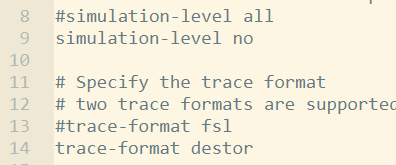 8 #simulation-level all
9 simulation-level no
10
11 # Specify the trace format
12 # two trace formats are supported
13 #trace-format fsl
14 trace-format destor